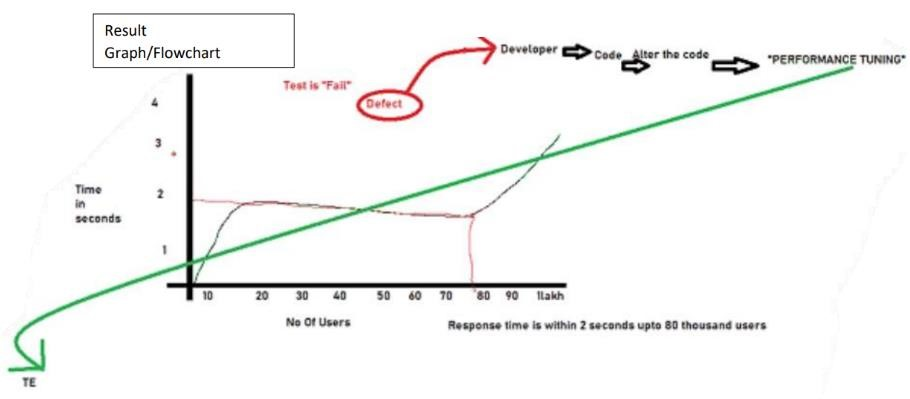 Result
Graph/Flowchart
Developer
Code
Alter the code
"PERFORMANCE TUNING"
Test is "Fail"
Defect
4
3
2
1
Time
in
seconds
10 20 30 40 50 60 70 80 90 1lakh
No Of Users
Response time is within 2 seconds upto 80 thousand users
TE